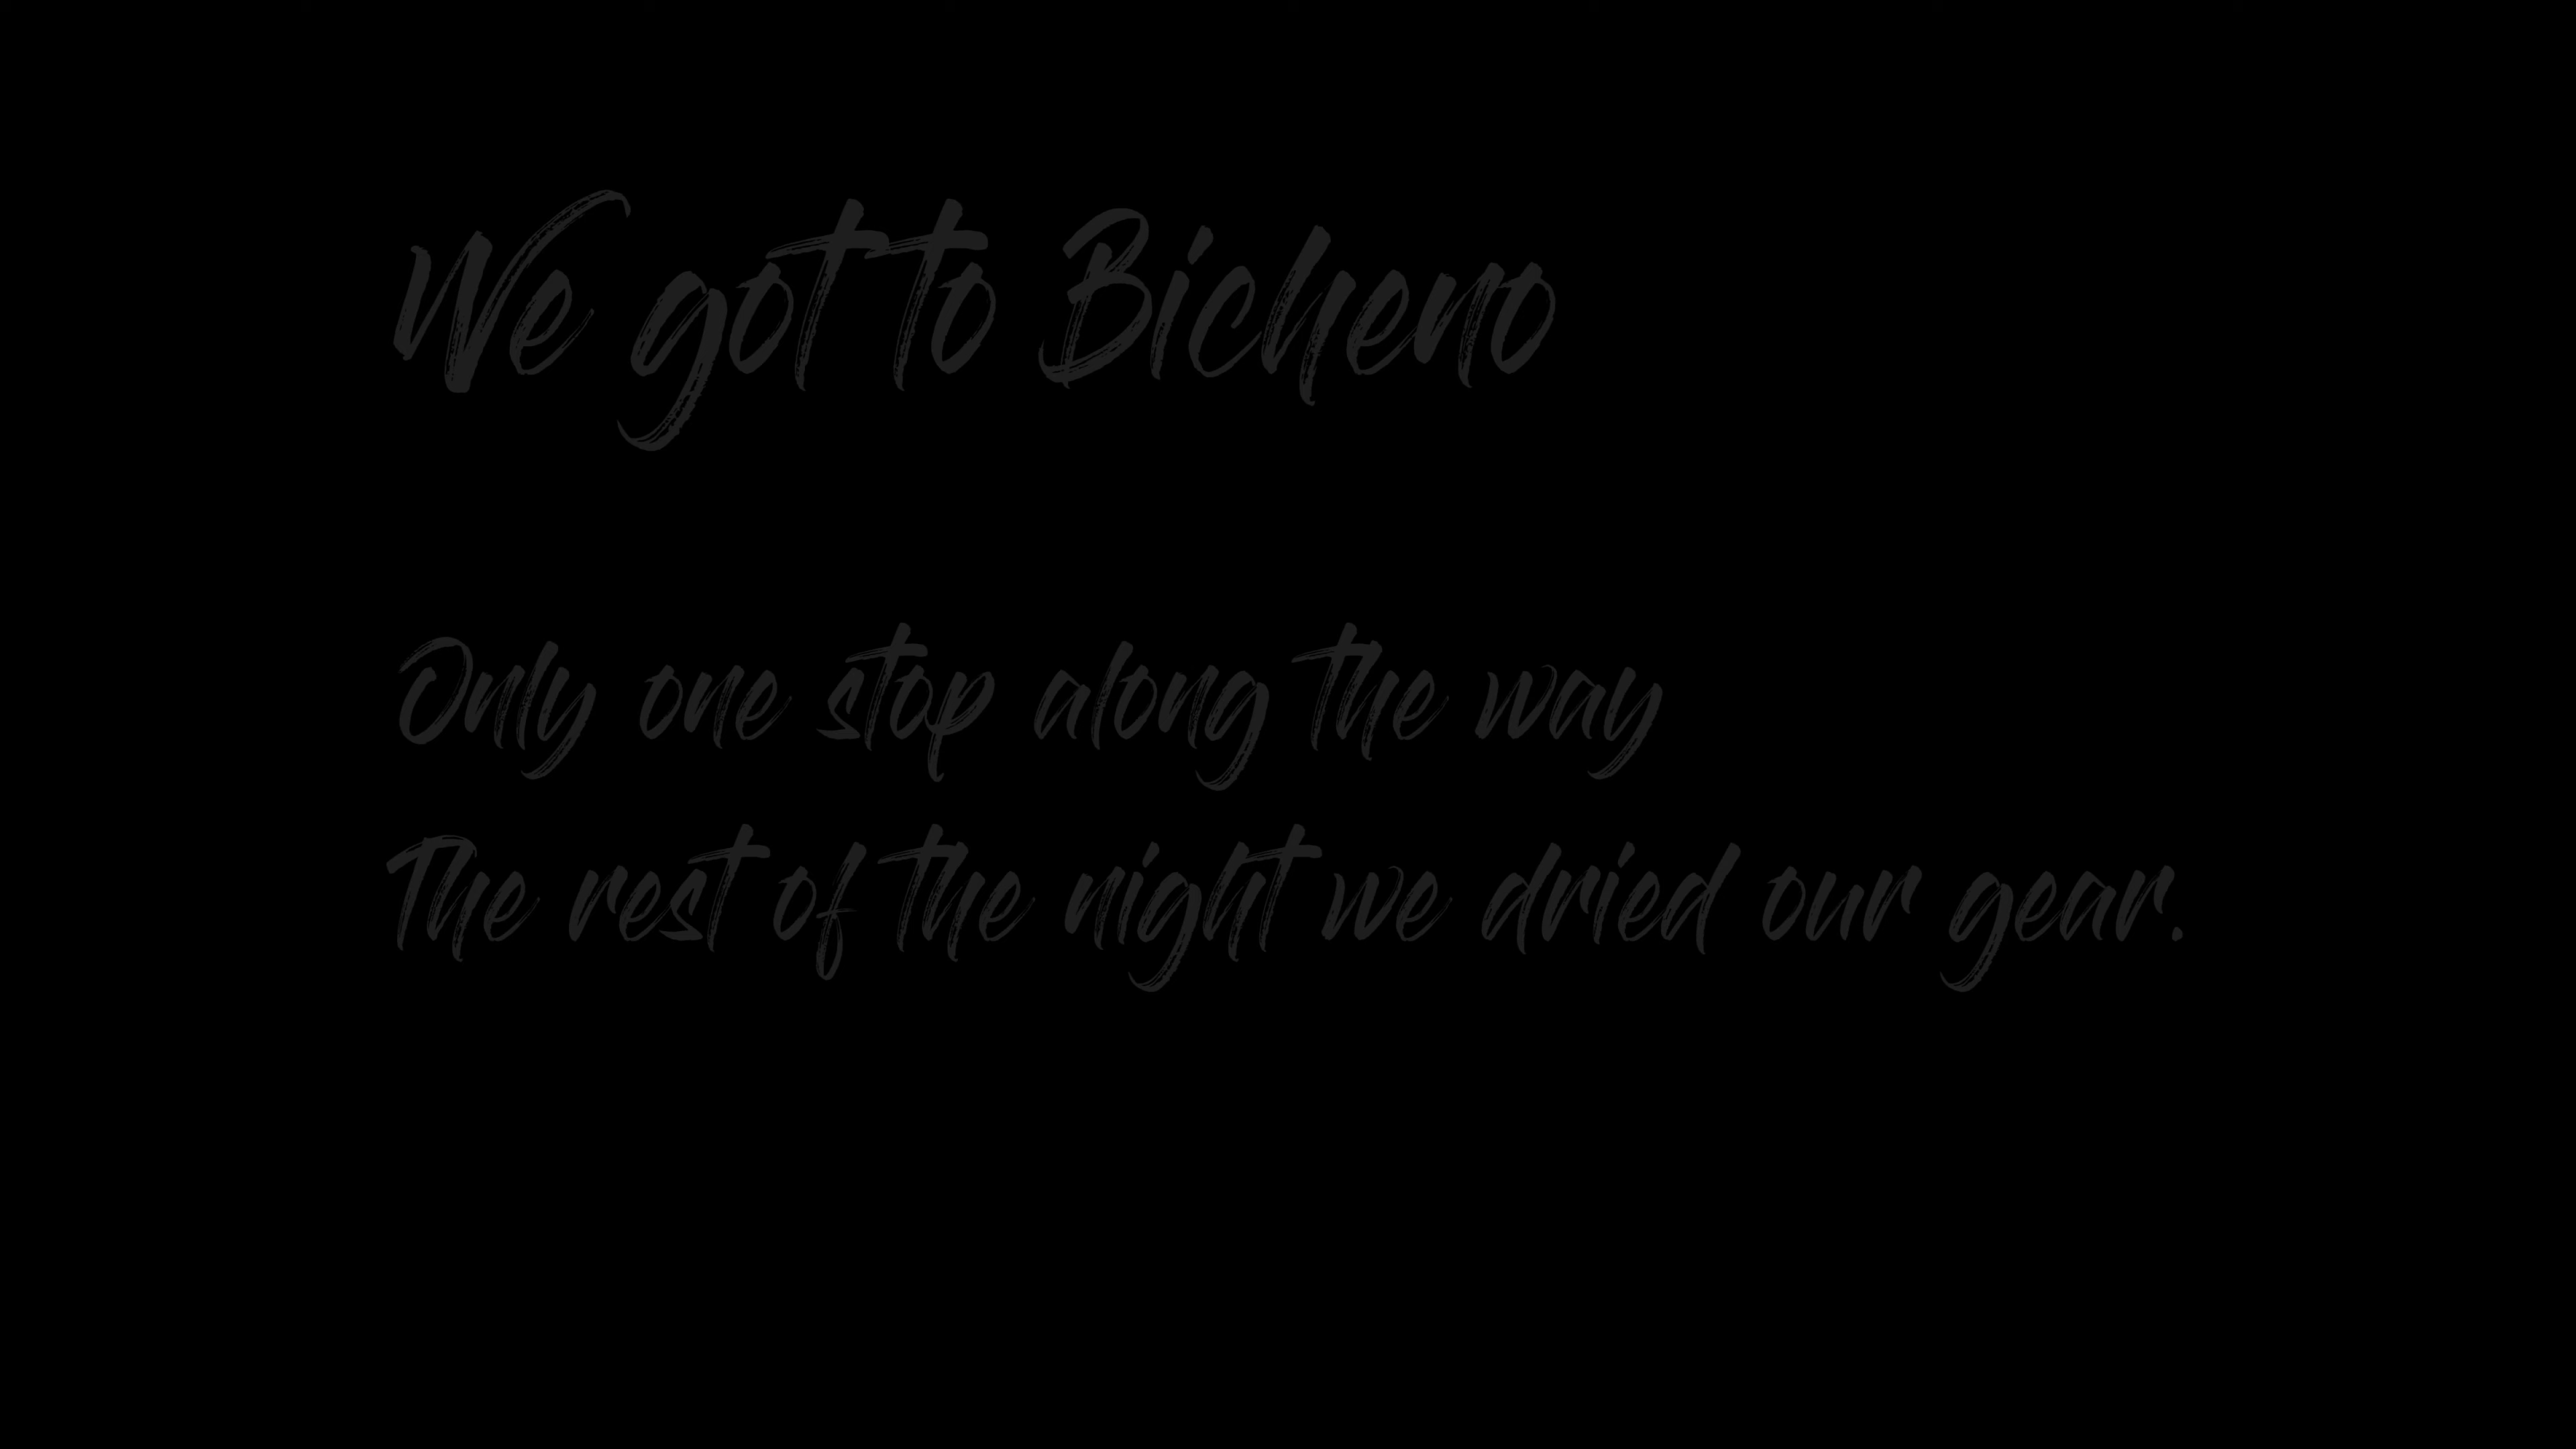 We got to Bicheno
Only one stop along the way
The rest of the night we dried our gear.